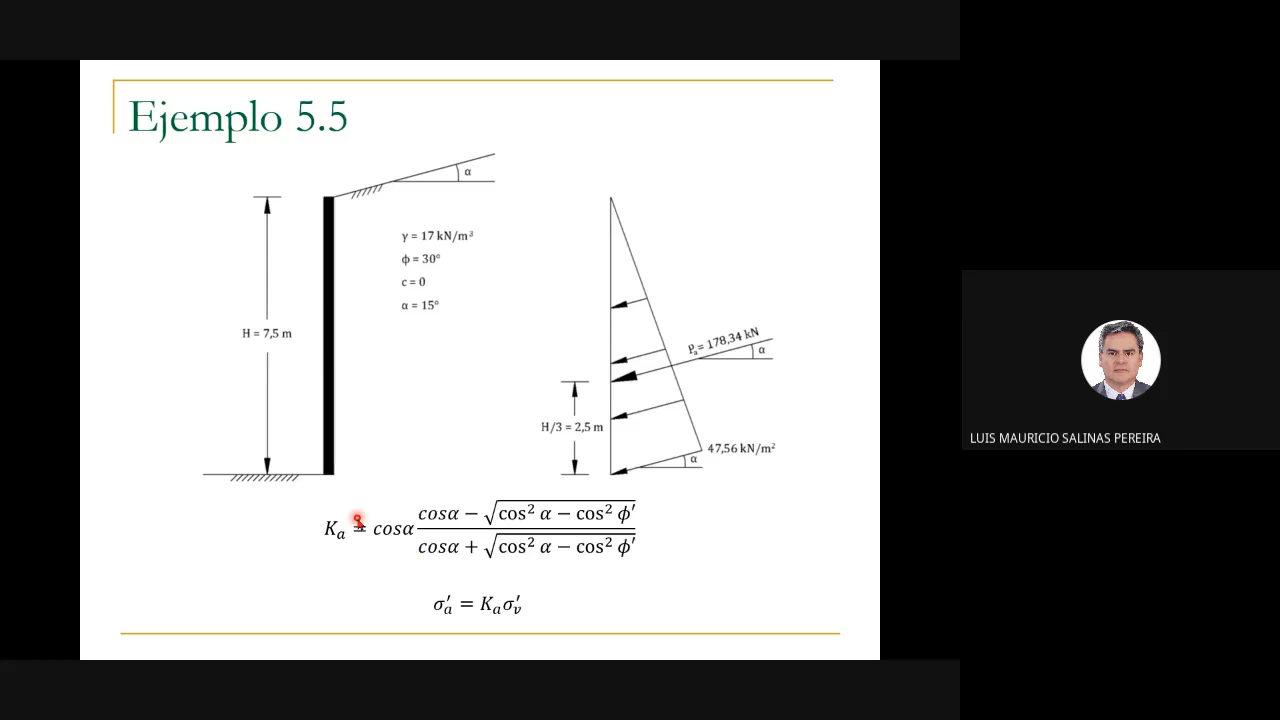 Ejemplo 5.5
α
γ = 17 kN/m³
ϕ = 30°
c = 0
α = 15°
H = 7,5 m
Pₐ = 178,34 kN
α
H/3 = 2,5 m
47,56 kN/m²
α
Kₐ = cosα (cosα − √(cos² α − cos² ϕ′)) / (cosα + √(cos² α − cos² ϕ′))
σ′ₐ = Kₐσ′ᵥ
LUIS MAURICIO SALINAS PEREIRA